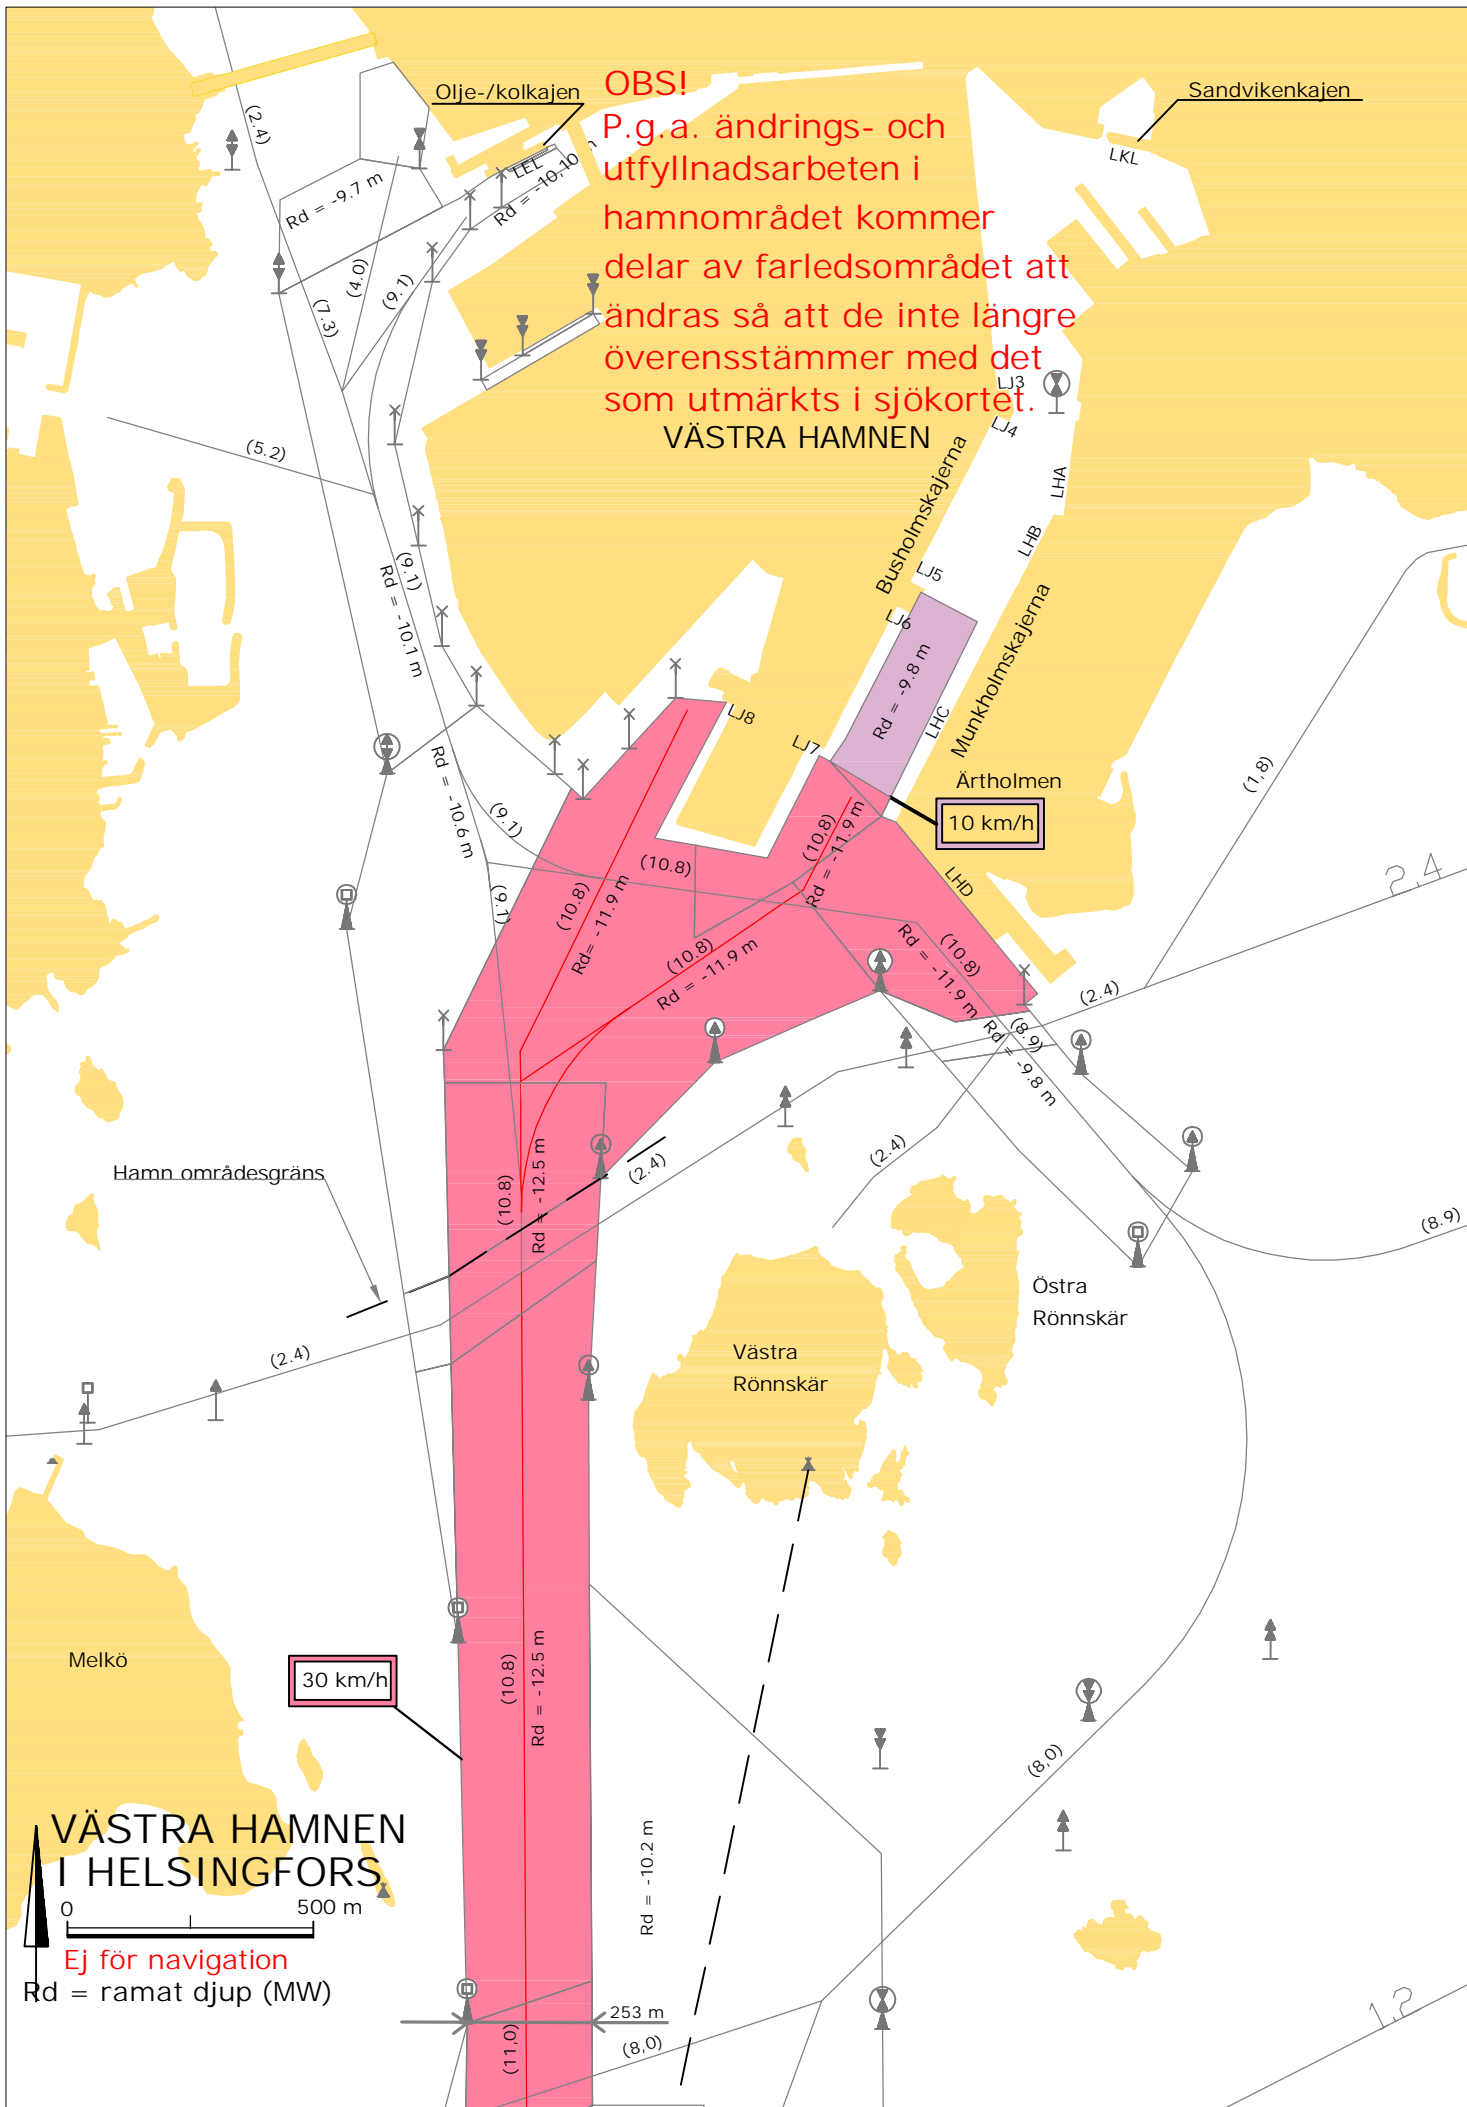 OBS!
P.g.a. ändrings- och
utfyllnadsarbeten i
hamnområdet kommer
delar av farledsområdet att
ändras så att de inte längre
överensstämmer med det
som utmärkts i sjökortet.
VÄSTRA HAMNEN
Olje-/kolkajen
Sandvikenkajen
LKL
LEL
(2.4)
Rd = -9.7 m
Rd = -10,10 m
(4.0)
(9.1)
(7.3)
(5.2)
LJ3
LJ4
LHA
LHB
Busholmskajerna
LJ5
LJ6
(9.1)
Rd = -10.1 m
Rd = -9.8 m
Munkholmskajerna
LHC
LJ8
LJ7
Ärtholmen
10 km/h
(1,8)
Rd = -10.6 m
(9.1)
(10,8)
Rd = -11.9 m
(10.8)
2.4
(9.1)
(10.8)
Rd= -11.9 m
LHD
(10.8)
Rd = -11.9 m
(10.8)
Rd = -11.9 m
(2.4)
(8.9)
Rd = -9.8 m
(2.4)
(2.4)
Hamn områdesgräns
(10.8)
Rd = -12.5 m
(8.9)
Östra
Rönnskär
Västra
Rönnskär
(2.4)
Melkö
30 km/h
(10.8)
Rd = -12.5 m
(8,0)
VÄSTRA HAMNEN
I HELSINGFORS
0
500 m
Ej för navigation
Rd = ramat djup (MW)
Rd = -10.2 m
253 m
(11,0)
(8,0)
1.2